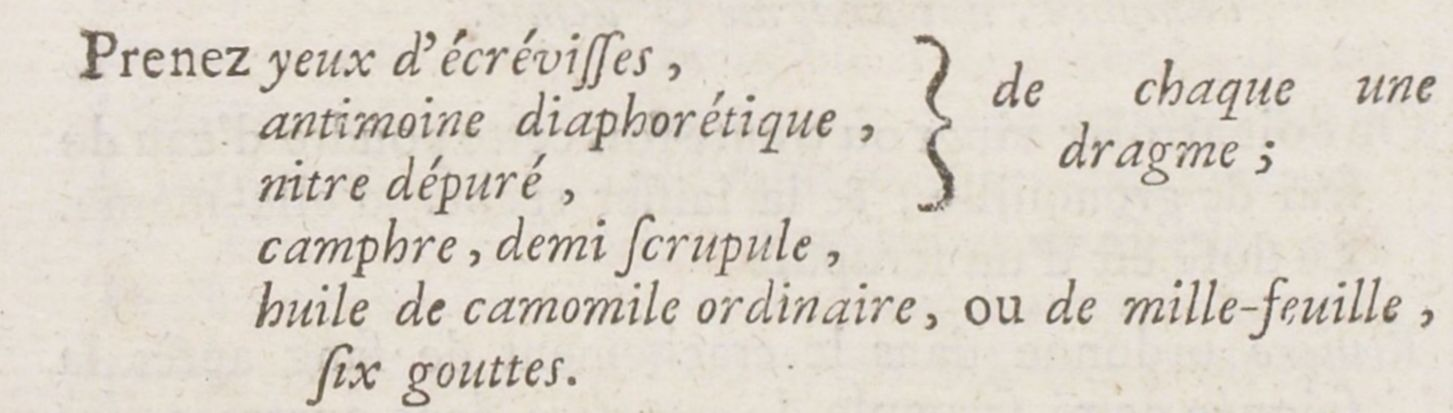 Prenez yeux d'écréviſſes,
antimoine diaphorétique,
nitre dépuré,
de chaque une
dragme;
camphre, demi ſcrupule,
huile de camomile ordinaire, ou de mille-feuille,
ſix gouttes.